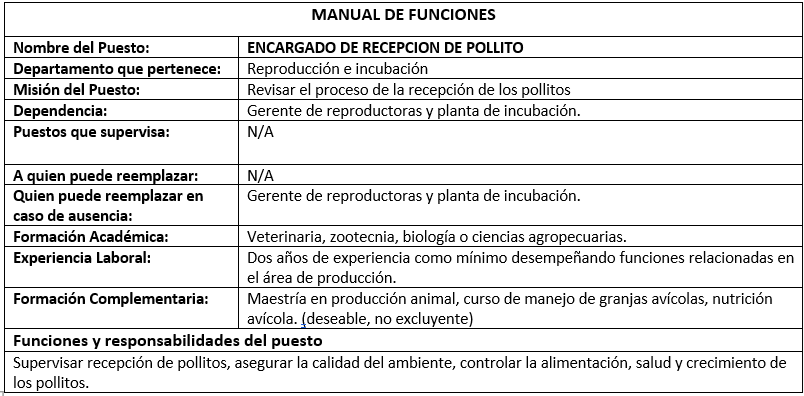 MANUAL DE FUNCIONES
Nombre del Puesto: ENCARGADO DE RECEPCION DE POLLITO
Departamento que pertenece: Reproducción e incubación
Misión del Puesto: Revisar el proceso de la recepción de los pollitos
Dependencia: Gerente de reproductoras y planta de incubación.
Puestos que supervisa: N/A
A quien puede reemplazar: N/A
Quien puede reemplazar en Gerente de reproductoras y planta de incubación.
caso de ausencia:
Formación Académica: Veterinaria, zootecnia, biología o ciencias agropecuarias.
Experiencia Laboral: Dos años de experiencia como mínimo desempeñando funciones relacionadas en
el área de producción.
Formación Complementaria: Maestría en producción animal, curso de manejo de granjas avícolas, nutrición
avícola. (deseable, no excluyente)
Funciones y responsabilidades del puesto
Supervisar recepción de pollitos, asegurar la calidad del ambiente, controlar la alimentación, salud y crecimiento de
los pollitos.